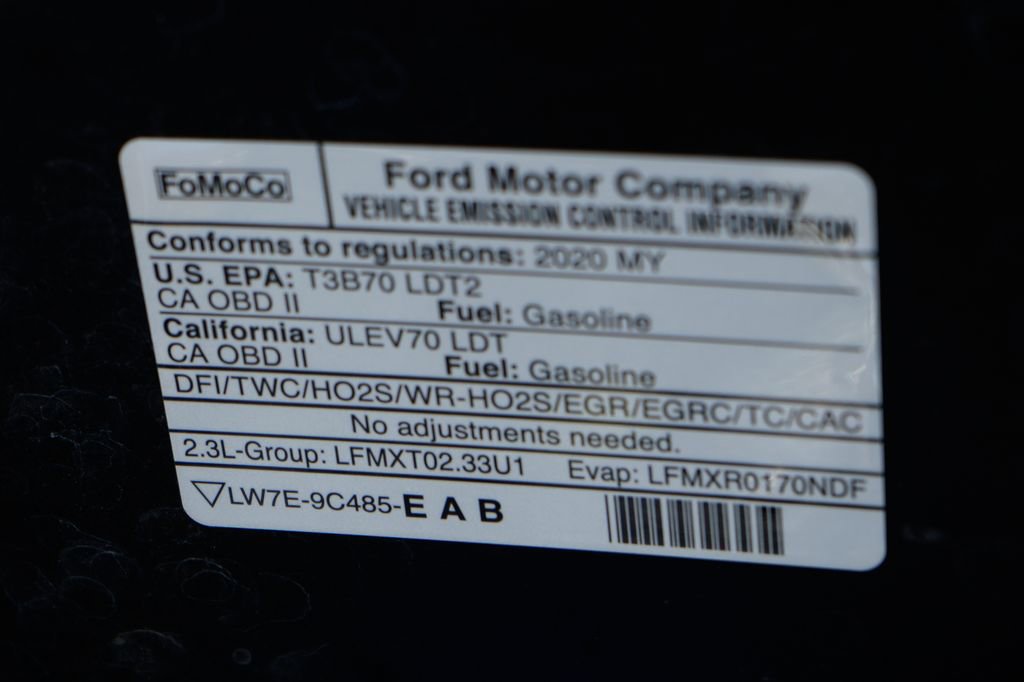 FoMoCo
Ford Motor Company
VEHICLE EMISSION CONTROL INFORMATION
Conforms to regulations: 2020 MY
U.S. EPA: T3B70 LDT2
CA OBD II Fuel: Gasoline
California: ULEV70 LDT
CA OBD II Fuel: Gasoline
DFI/TWC/HO2S/WR-HO2S/EGR/EGRC/TC/CAC
No adjustments needed.
2.3L-Group: LFMXT02.33U1 Evap: LFMXR0170NDF
▽LW7E-9C485-E A B